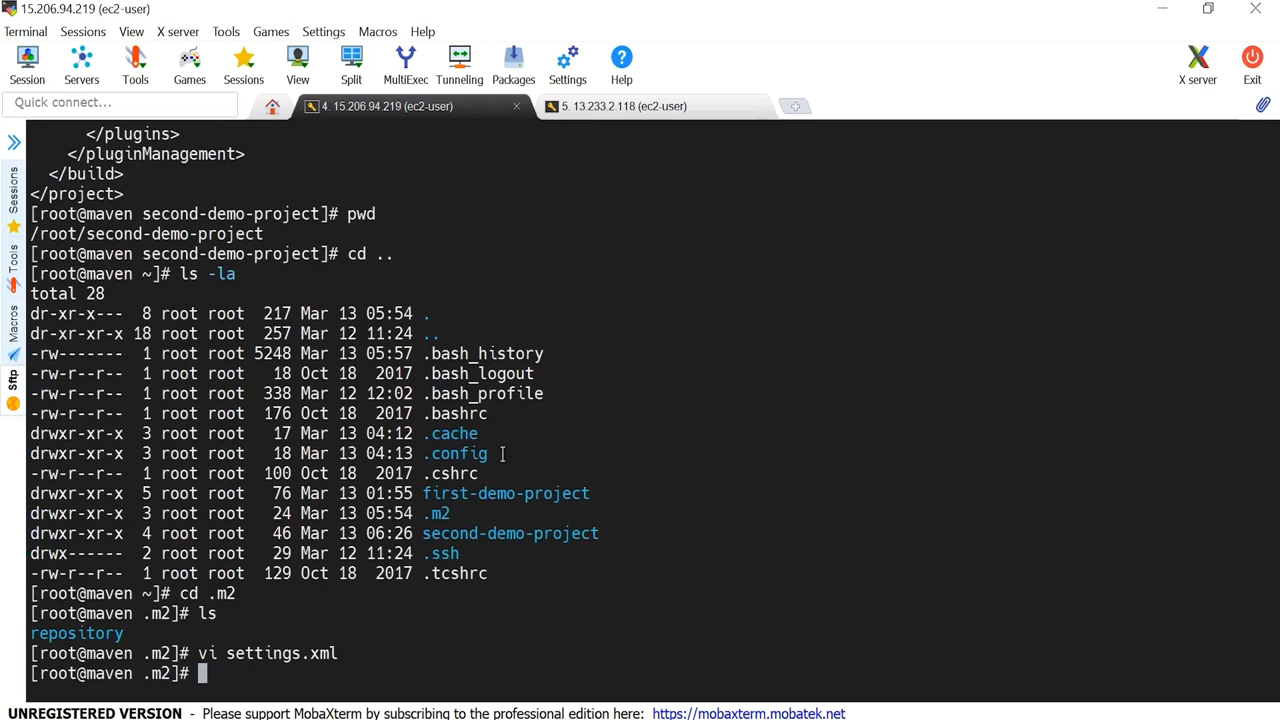 15.206.94.219 (ec2-user)
Terminal Sessions View X server Tools Games Settings Macros Help
Session Servers Tools Games Sessions View Split MultiExec Tunneling Packages Settings Help X server Exit
Quick connect... 4. 15.206.94.219 (ec2-user) 5. 13.233.2.118 (ec2-user)
Sessions
Tools
Macros
Sftp
</plugins>
</pluginManagement>
</build>
</project>
[root@maven second-demo-project]# pwd
/root/second-demo-project
[root@maven second-demo-project]# cd ..
[root@maven ~]# ls -la
total 28
dr-xr-x--- 8 root root 217 Mar 13 05:54 .
dr-xr-xr-x 18 root root 257 Mar 12 11:24 ..
-rw------- 1 root root 5248 Mar 13 05:57 .bash_history
-rw-r--r-- 1 root root 18 Oct 18 2017 .bash_logout
-rw-r--r-- 1 root root 338 Mar 12 12:02 .bash_profile
-rw-r--r-- 1 root root 176 Oct 18 2017 .bashrc
drwxr-xr-x 3 root root 17 Mar 13 04:12 .cache
drwxr-xr-x 3 root root 18 Mar 13 04:13 .config
-rw-r--r-- 1 root root 100 Oct 18 2017 .cshrc
drwxr-xr-x 5 root root 76 Mar 13 01:55 first-demo-project
drwxr-xr-x 3 root root 24 Mar 13 05:54 .m2
drwxr-xr-x 4 root root 46 Mar 13 06:26 second-demo-project
drwx------ 2 root root 29 Mar 12 11:24 .ssh
-rw-r--r-- 1 root root 129 Oct 18 2017 .tcshrc
[root@maven ~]# cd .m2
[root@maven .m2]# ls
repository
[root@maven .m2]# vi settings.xml
[root@maven .m2]#
UNREGISTERED VERSION - Please support MobaXterm by subscribing to the professional edition here: https://mobaxterm.mobatek.net